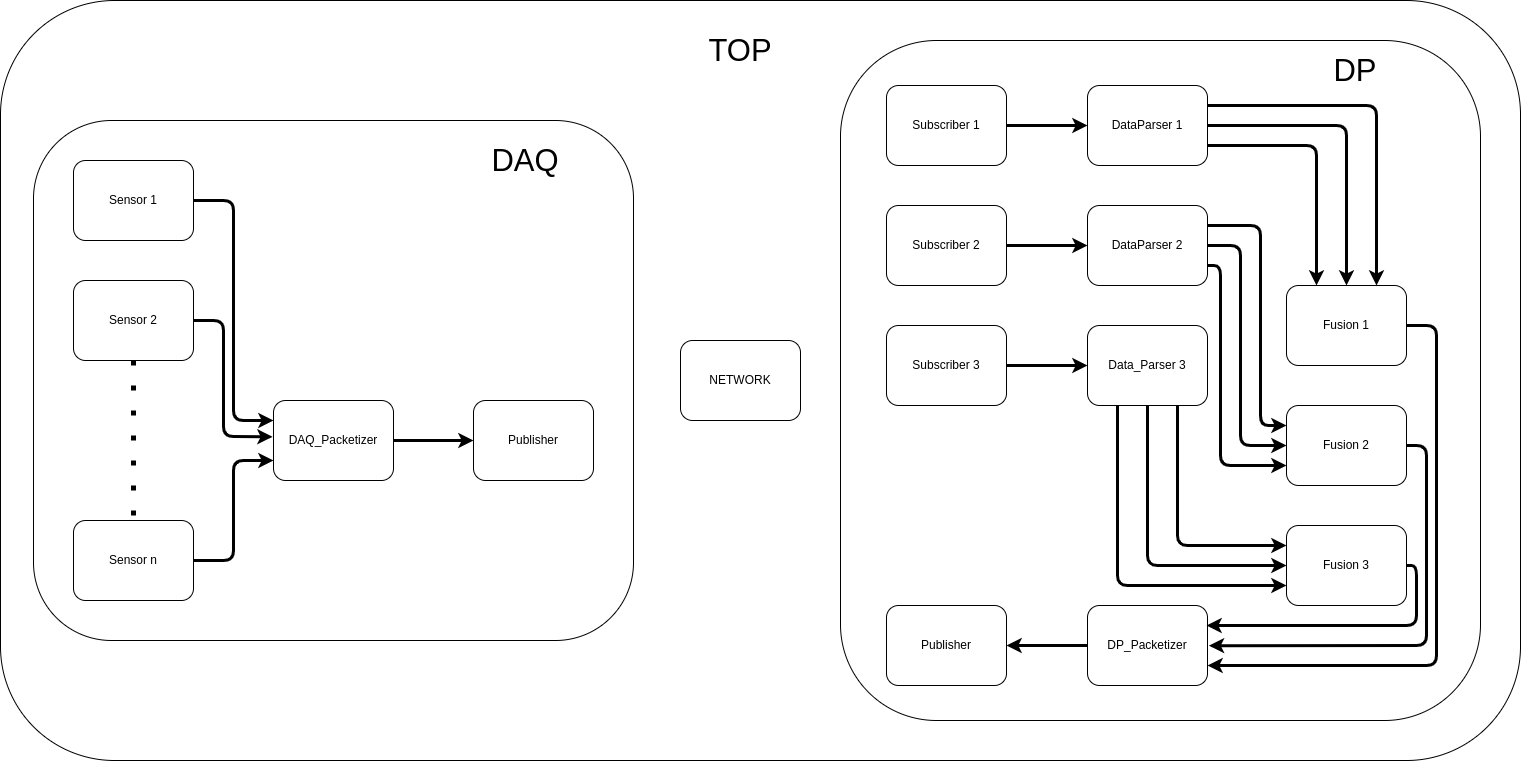 TOP
DAQ
Sensor 1
Sensor 2
DAQ_Packetizer
Publisher
Sensor n
NETWORK
DP
Subscriber 1
DataParser 1
Subscriber 2
DataParser 2
Subscriber 3
Data_Parser 3
Fusion 1
Fusion 2
Fusion 3
Publisher
DP_Packetizer